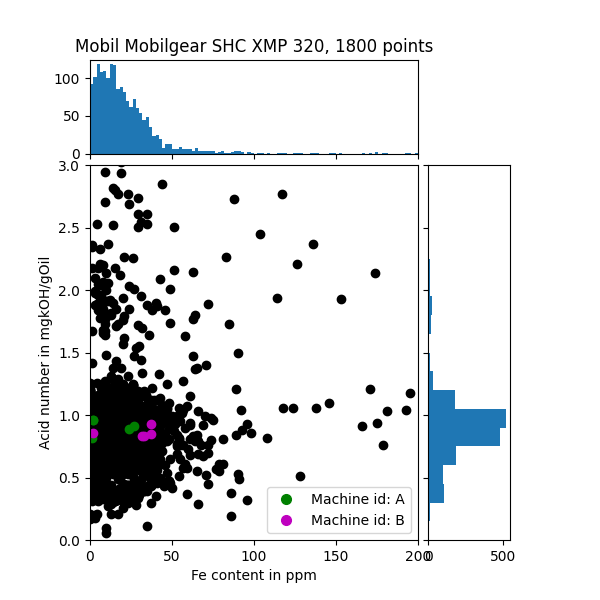 Mobil Mobilgear SHC XMP 320, 1800 points
100
50
0
3.0
2.5
2.0
1.5
1.0
0.5
0.0
Acid number in mgkOH/gOil
Machine id: A
Machine id: B
0 50 100 150 200 0 500
Fe content in ppm